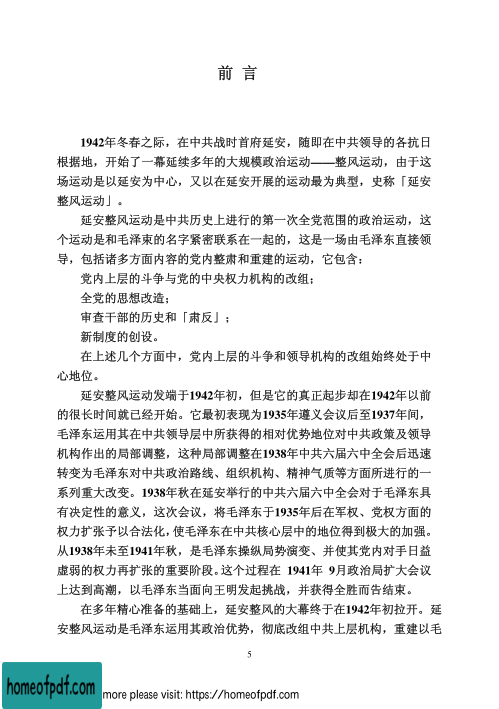 前 言
1942年冬春之际，在中共战时首府延安，随即在中共领导的各抗日
根据地，开始了一幕延续多年的大规模政治运动——整风运动，由于这
场运动是以延安为中心，又以在延安开展的运动最为典型，史称「延安
整风运动」。
延安整风运动是中共历史上进行的第一次全党范围的政治运动，这
个运动是和毛泽东的名字紧密联系在一起的，这是一场由毛泽东直接领
导，包括诸多方面内容的党内整肃和重建的运动，它包含：
党内上层的斗争与党的中央权力机构的改组；
全党的思想改造；
审查干部的历史和「肃反」；
新制度的创设。
在上述几个方面中，党内上层的斗争和领导机构的改组始终处于中
心地位。
延安整风运动发端于1942年初，但是它的真正起步却在1942年以前
的很长时间就已经开始。它最初表现为1935年遵义会议后至1937年间，
毛泽东运用其在中共领导层中所获得的相对优势地位对中共政策及领导
机构作出的局部调整，这种局部调整在1938年中共六届六中全会后迅速
转变为毛泽东对中共政治路线、组织机构、精神气质等方面所进行的一
系列重大改变。1938年秋在延安举行的中共六届六中全会对于毛泽东具
有决定性的意义，这次会议，将毛泽东于1935年后在军权、党权方面的
权力扩张予以合法化，使毛泽东在中共核心层中的地位得到极大的加强。
从1938年末至1941年秋，是毛泽东操纵局势演变、并使其党内对手日益
虚弱的权力再扩张的重要阶段。这个过程在 1941年 9月政治局扩大会议
上达到高潮，以毛泽东当面向王明发起挑战，并获得全胜而告结束。
在多年精心准备的基础上，延安整风的大幕终于在1942年初拉开。延
安整风运动是毛泽东运用其政治优势，彻底改组中共上层机构，重建以毛
5
homeofpdf.com
more please visit: https://homeofpdf.com